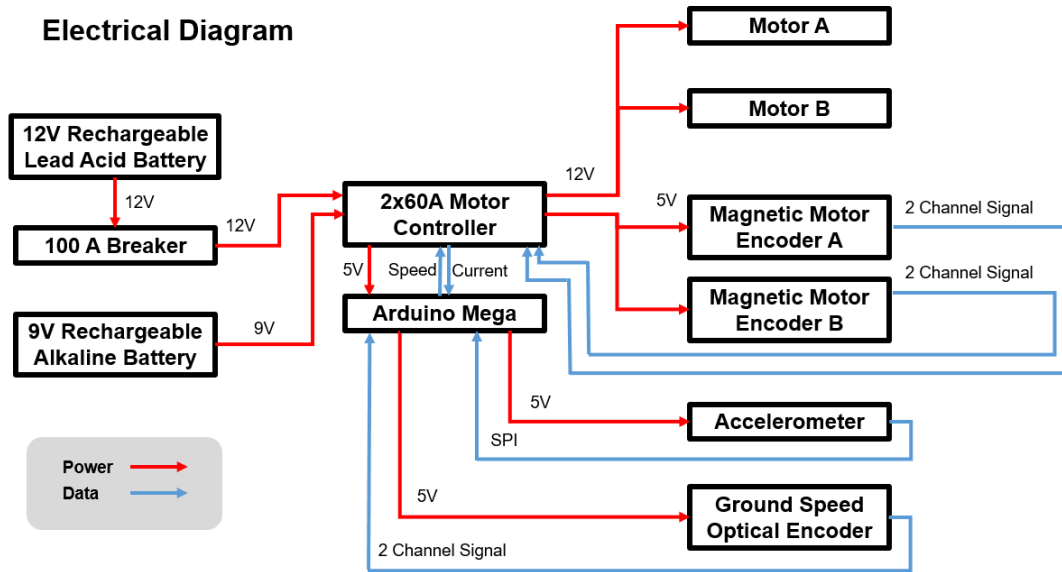 Electrical Diagram
Motor A
Motor B
12V Rechargeable
Lead Acid Battery
12V
12V
100 A Breaker
12V
2x60A Motor
Controller
5V
Magnetic Motor
Encoder A
2 Channel Signal
5V
Speed
Current
2 Channel Signal
Magnetic Motor
Encoder B
Arduino Mega
9V Rechargeable
Alkaline Battery
9V
5V
Accelerometer
SPI
Power
Data
5V
Ground Speed
Optical Encoder
2 Channel Signal